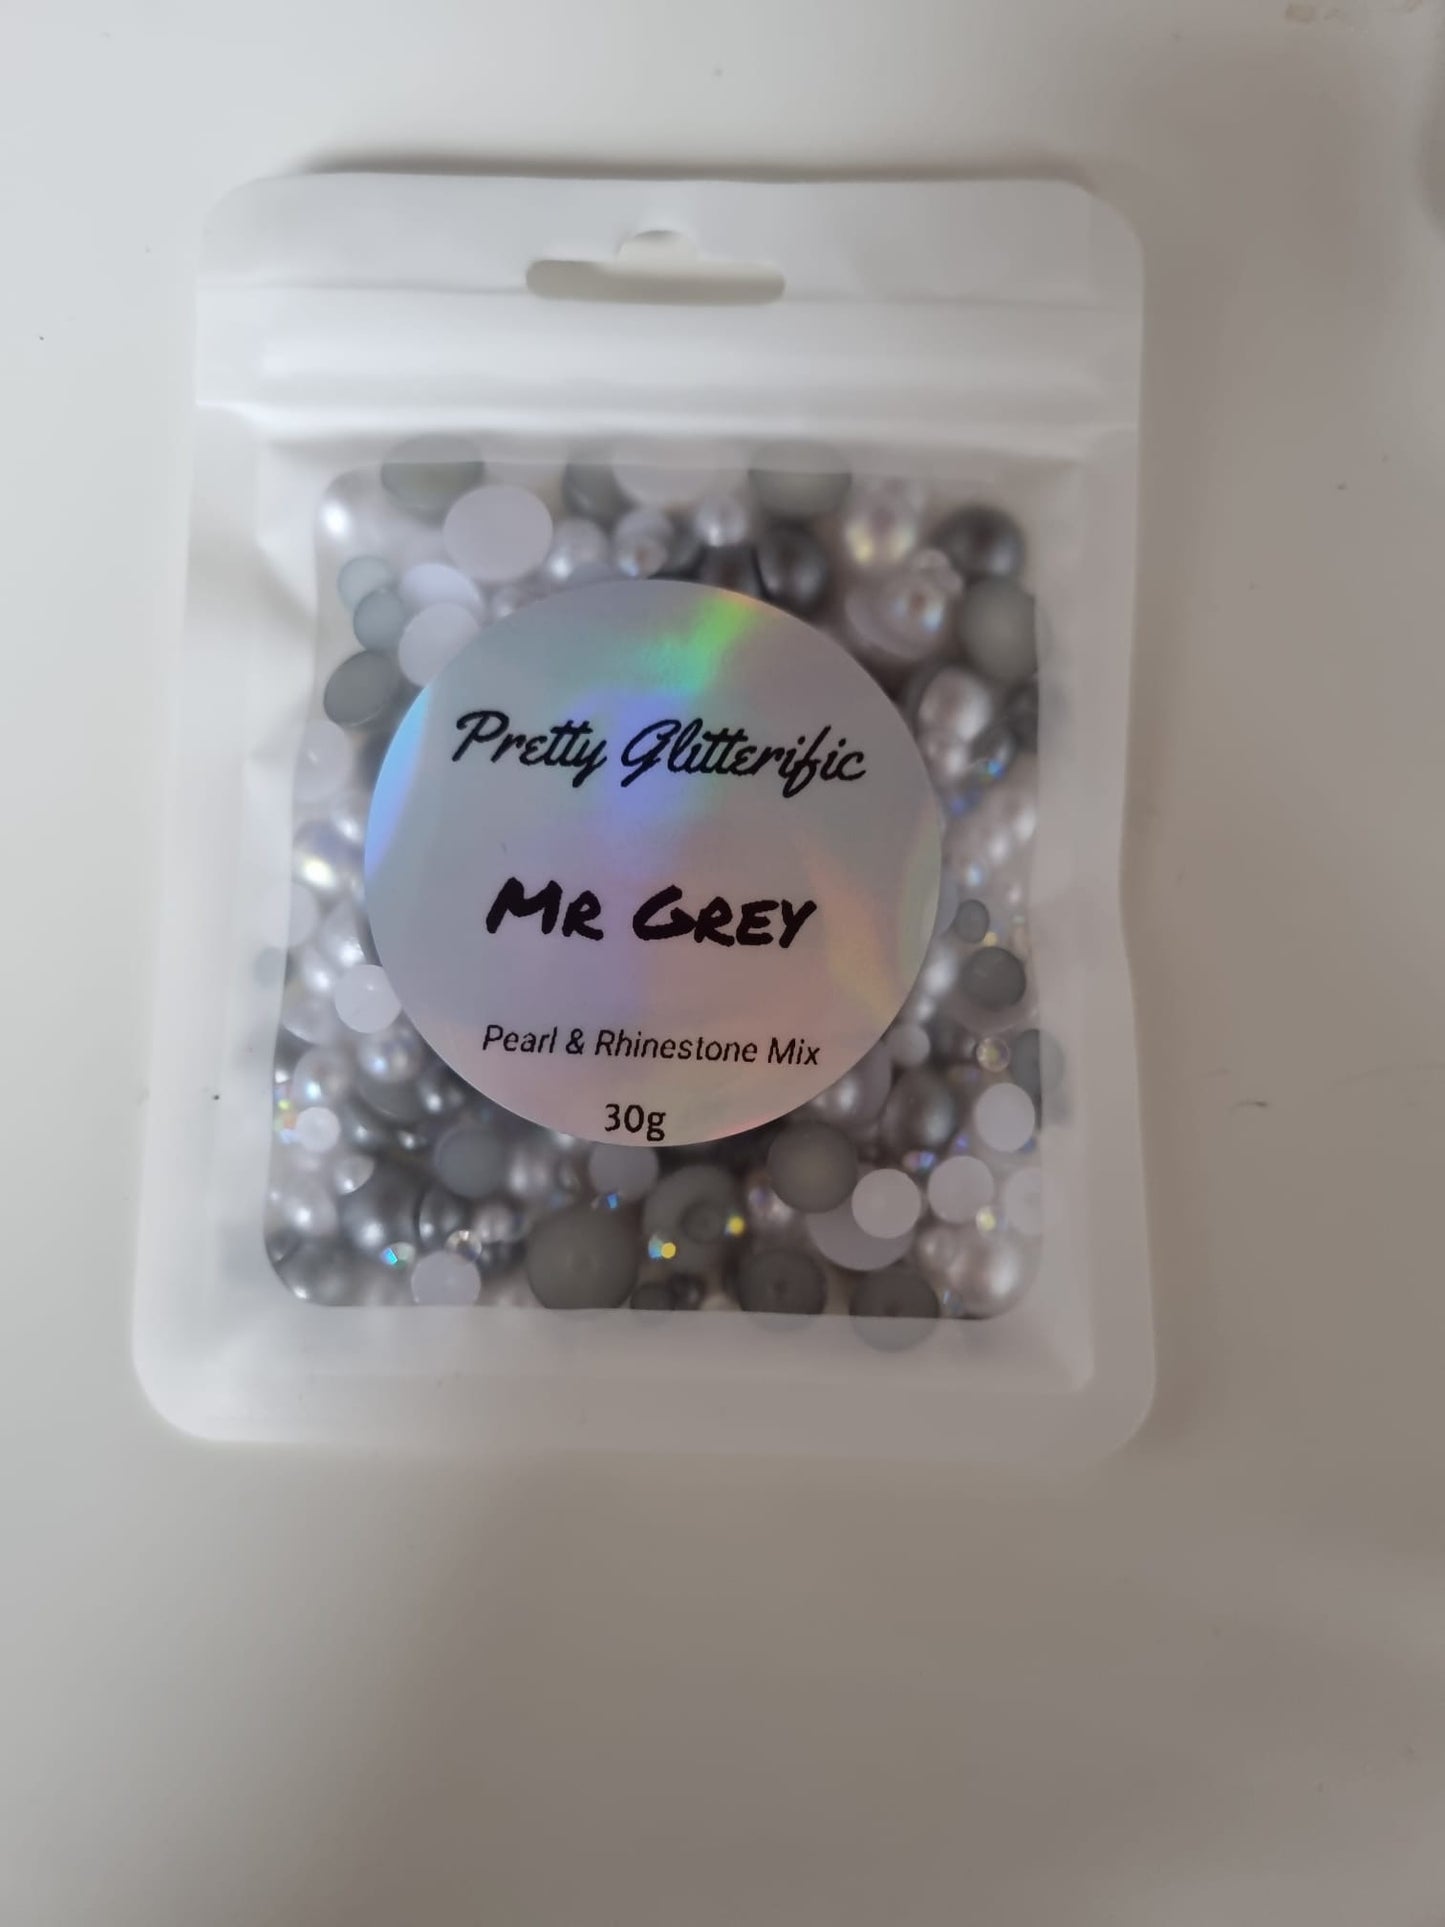 Pretty Glitterific
Mr Grey
Pearl & Rhinestone Mix
30g